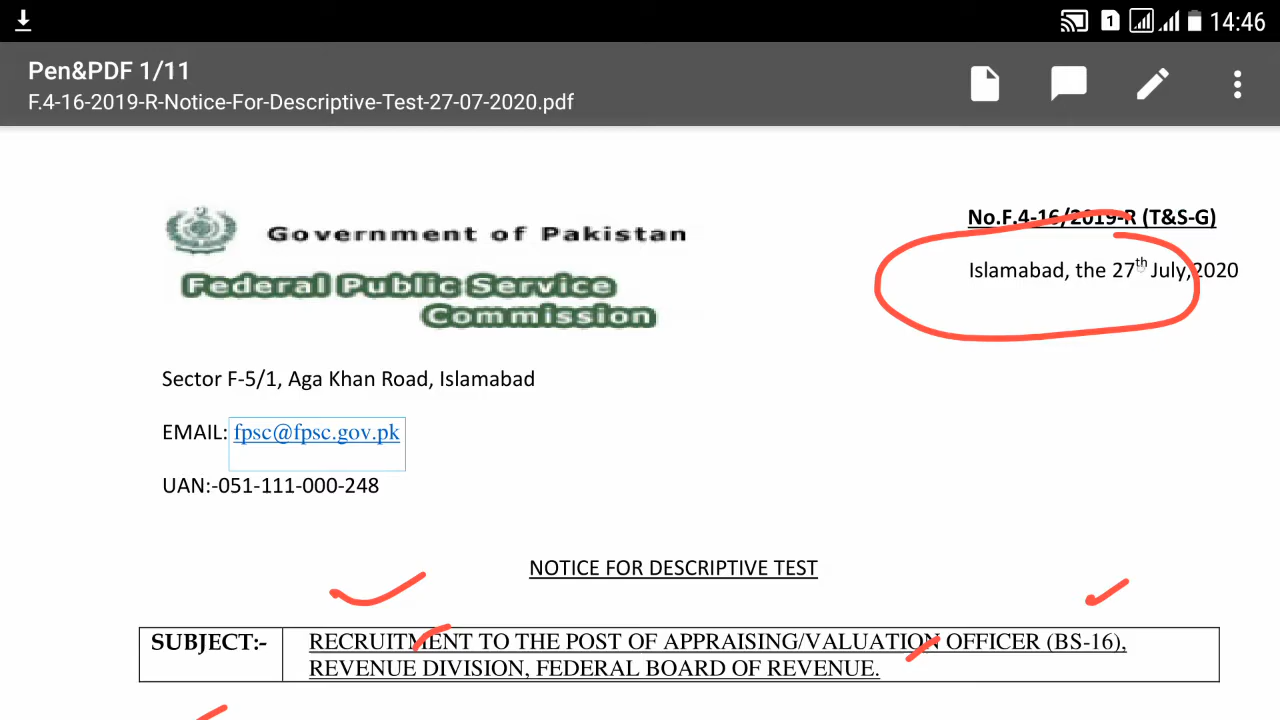 1 14:46
Pen&PDF 1/11
F.4-16-2019-R-Notice-For-Descriptive-Test-27-07-2020.pdf
No.F.4-16/2019-R (T&S-G)
Government of Pakistan
Islamabad, the 27th July,2020
Federal Public Service
Commission
Sector F-5/1, Aga Khan Road, Islamabad
EMAIL: fpsc@fpsc.gov.pk
UAN:-051-111-000-248
NOTICE FOR DESCRIPTIVE TEST
SUBJECT:- RECRUITMENT TO THE POST OF APPRAISING/VALUATION OFFICER (BS-16),
REVENUE DIVISION, FEDERAL BOARD OF REVENUE.